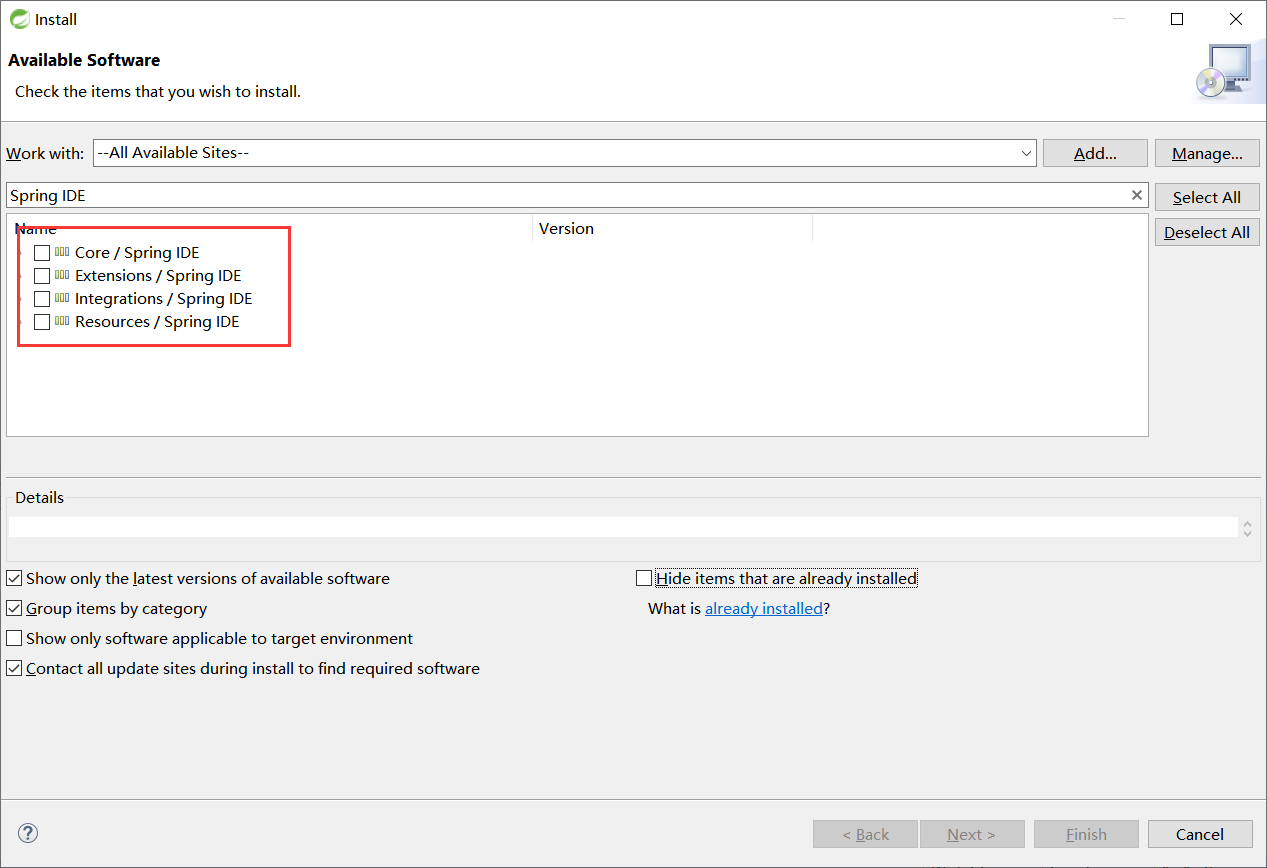 Install
Available Software
Check the items that you wish to install.
Work with: --All Available Sites-- Add... Manage...
Spring IDE Select All
Name Version Deselect All
Core / Spring IDE
Extensions / Spring IDE
Integrations / Spring IDE
Resources / Spring IDE
Details
Show only the latest versions of available software Hide items that are already installed
Group items by category What is already installed?
Show only software applicable to target environment
Contact all update sites during install to find required software
? < Back Next > Finish Cancel